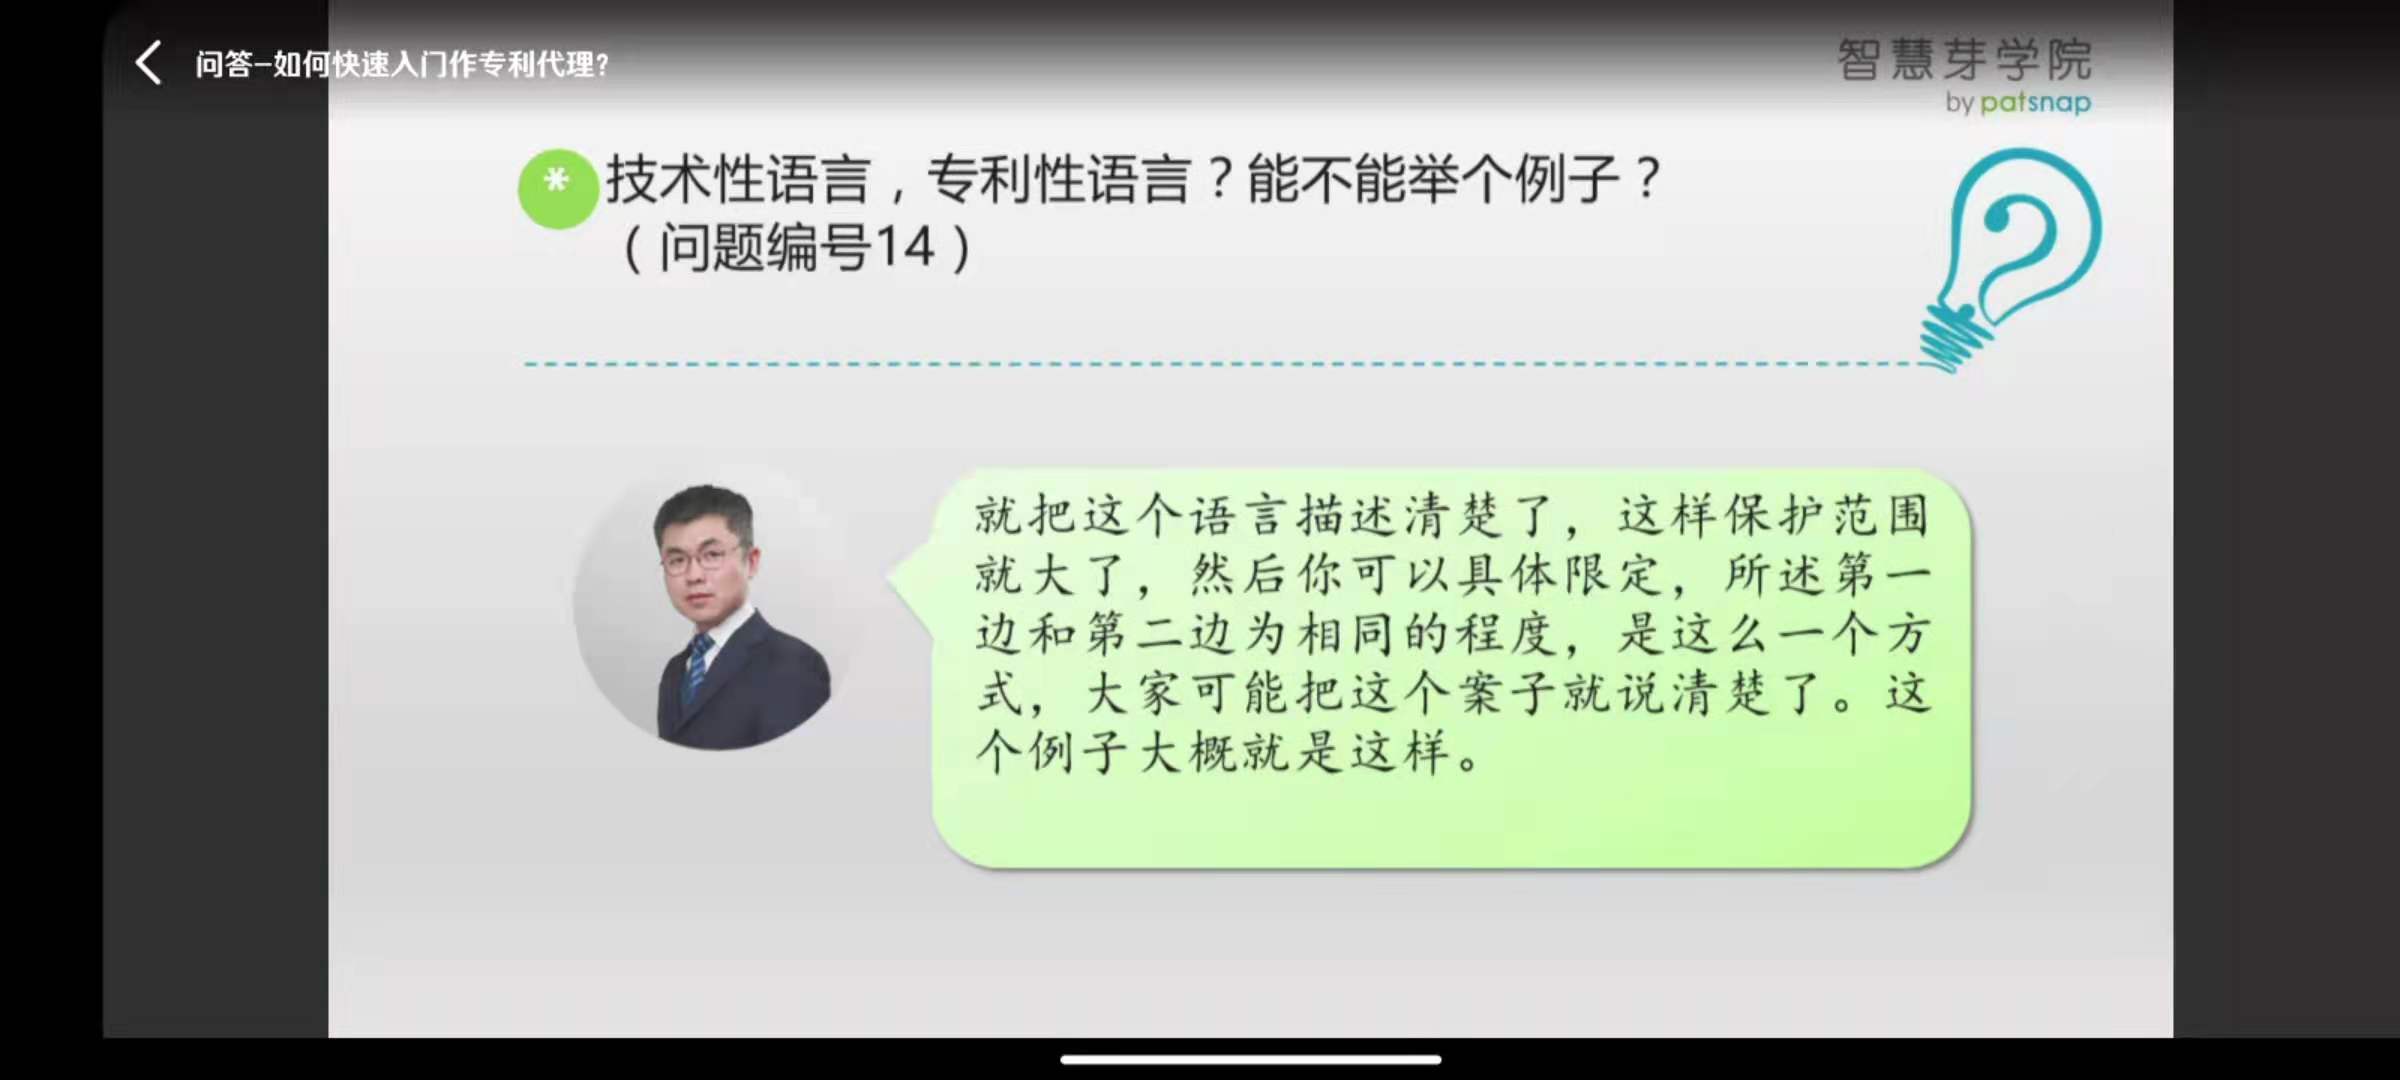 问答-如何快速入门作专利代理?
智慧芽学院
by patsnap
* 技术性语言，专利性语言？能不能举个例子？
（问题编号14）
就把这个语言描述清楚了，这样保护范围
就大了，然后你可以具体限定，所述第一
边和第二边为相同的程度，是这么一个方
式，大家可能把这个案子就说清楚了。这
个例子大概就是这样。